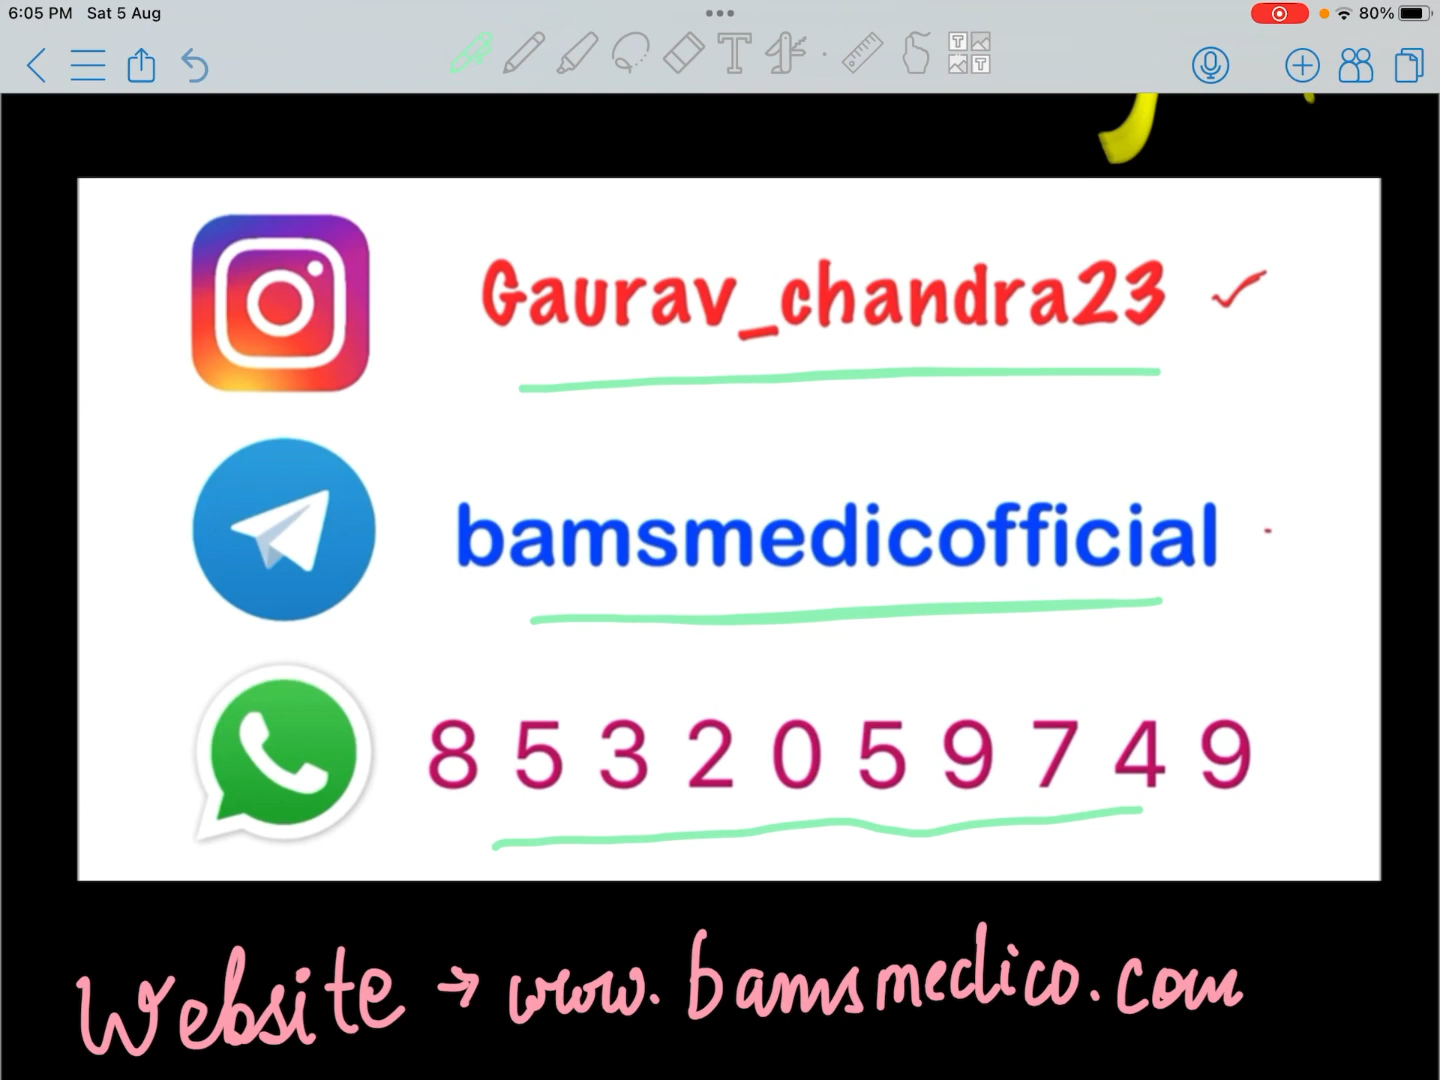 6:05 PM Sat 5 Aug
80%
Gaurav_chandra23
bamsmedicofficial
8532059749
Website → www.bamsmedico.com